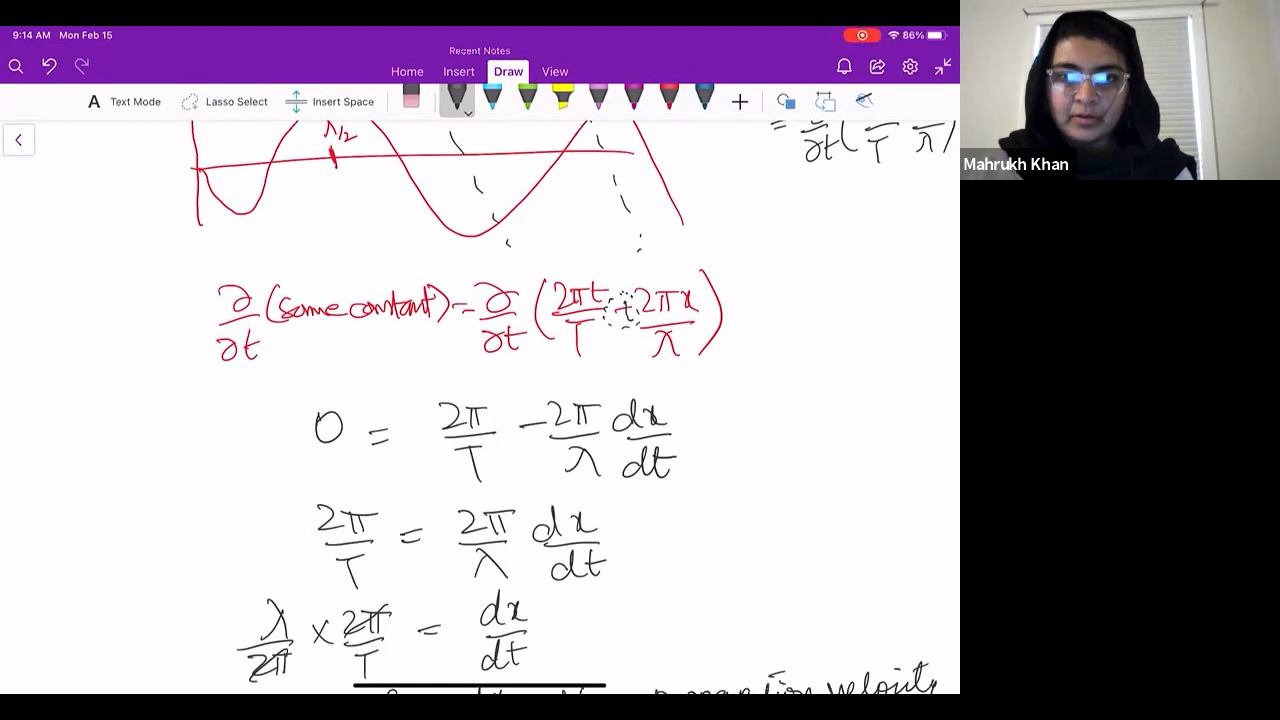 9:14 AM Mon Feb 15
86%
Recent Notes
Home Insert Draw View
Text Mode Lasso Select Insert Space
Mahrukh Khan
λ/2
= ∂/∂t ( /T /λ )
∂/∂t (some constant) = ∂/∂t (2πt/T + 2πx/λ)
0 = 2π/T - 2π/λ dx/dt
2π/T = 2π/λ dx/dt
λ/2π × 2π/T = dx/dt
velocity